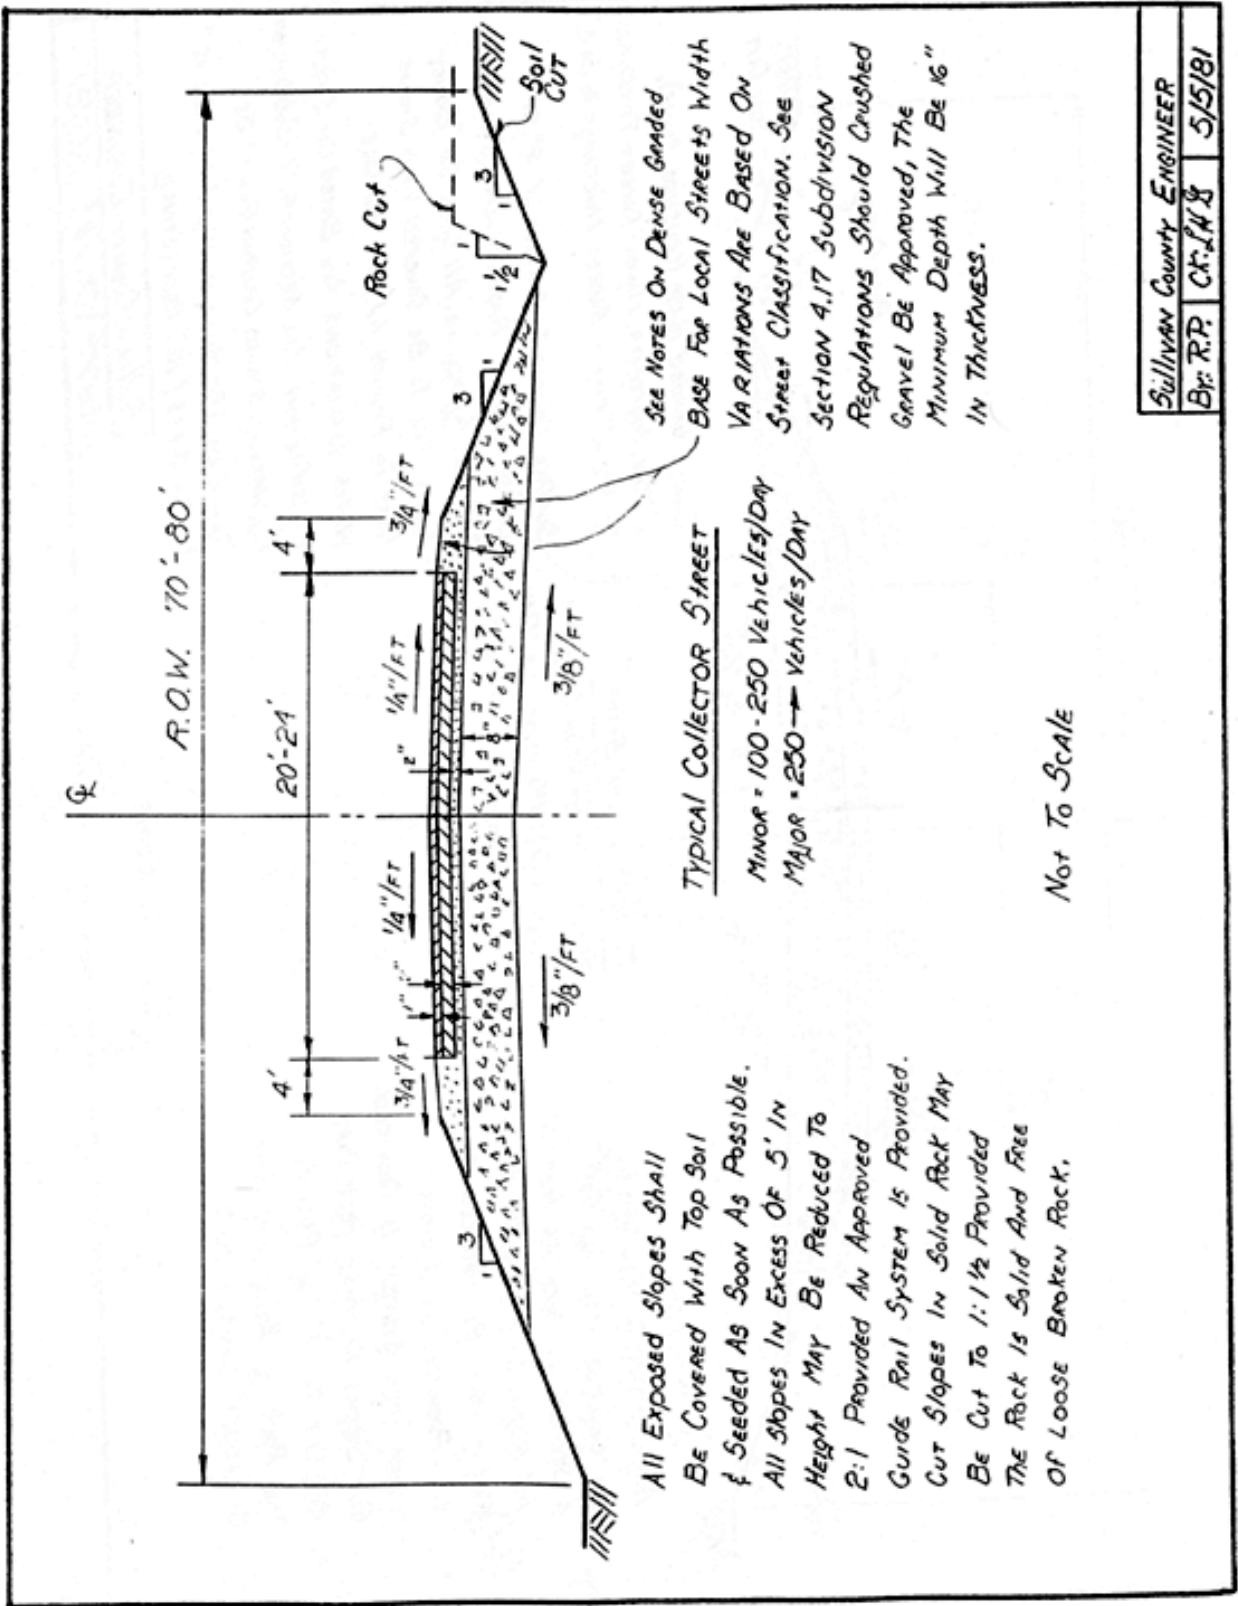 ℄
R.O.W. 70'-80'
4'
20'-24'
4'
3/4"/FT
1/4"/FT
1/4"/FT
3/4"/FT
1"
2"
8"
3/8"/FT
3/8"/FT
3
1
3
1
1
1½
3
1
Rock Cut
Soil
CUT
All Exposed Slopes Shall
Be Covered With Top Soil
& Seeded As Soon As Possible.
All Slopes In Excess Of 5' In
Height May Be Reduced To
2:1 Provided An Approved
Guide Rail System Is Provided.
Cut Slopes In Solid Rock May
Be Cut To 1:1½ Provided
The Rock Is Solid And Free
Of Loose Broken Rock.
Typical Collector Street
Minor = 100-250 Vehicles/Day
Major = 250 → Vehicles/Day
Not To Scale
See Notes On Dense Graded
Base For Local Streets Width
Variations Are Based On
Street Classification. See
Section 4.17 Subdivision
Regulations Should Crushed
Gravel Be Approved, The
Minimum Depth Will Be 16"
In Thickness.
Sullivan County Engineer
By: R.P. CK: 5/5/81